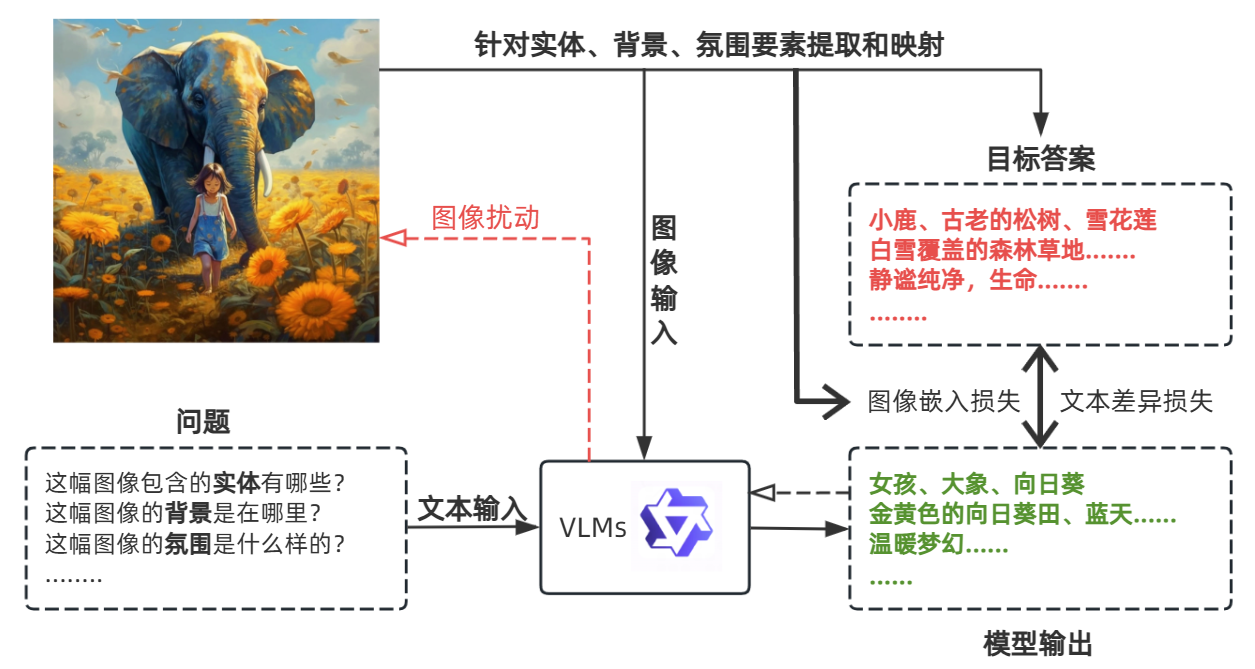 针对实体、背景、氛围要素提取和映射
目标答案
小鹿、古老的松树、雪花莲
白雪覆盖的森林草地.......
静谧纯净，生命.......
........
图像扰动
图像输入
图像嵌入损失
文本差异损失
问题
这幅图像包含的实体有哪些？
这幅图像的背景是在哪里？
这幅图像的氛围是什么样的？
........
文本输入
VLMs
女孩、大象、向日葵
金黄色的向日葵田、蓝天......
温暖梦幻......
......
模型输出